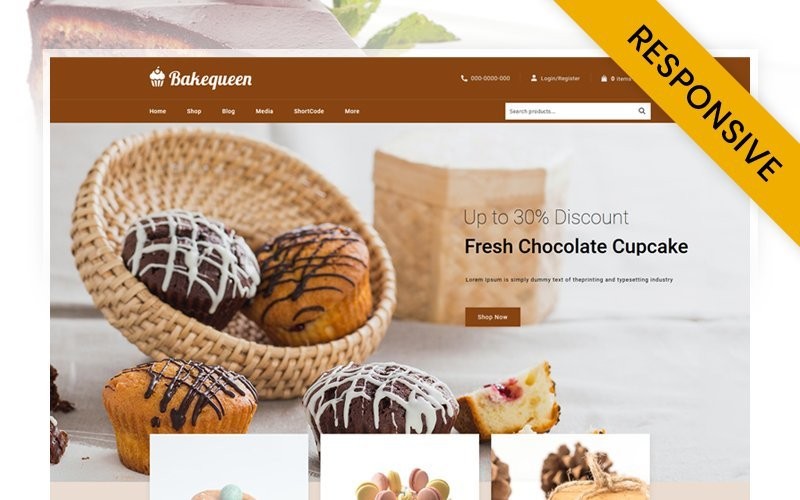 RESPONSIVE
Bakequeen
000-0000-000
Login/Register
0 items
Home
Shop
Blog
Media
ShortCode
More
Search products...
Up to 30% Discount
Fresh Chocolate Cupcake
Lorem Ipsum is simply dummy text of theprinting and typesetting industry
Shop Now